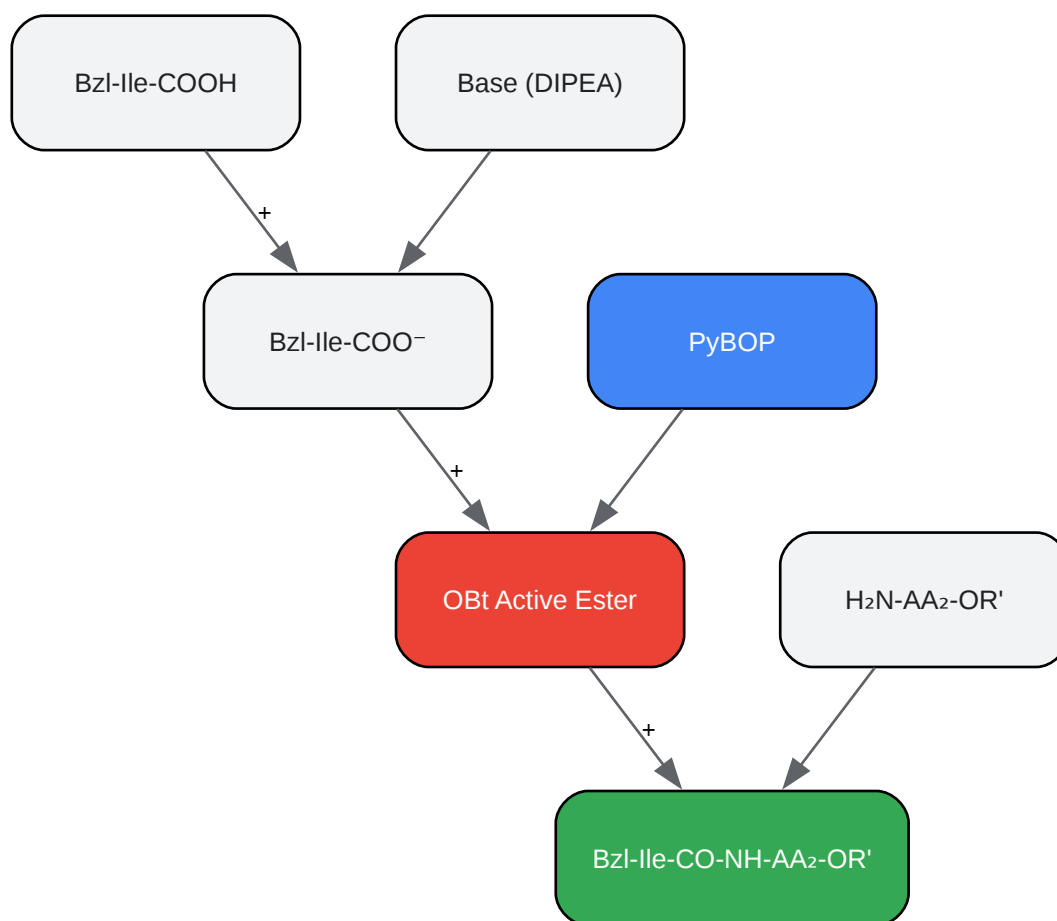 Bzl-Ile-COOH
Base (DIPEA)
+
Bzl-Ile-COO⁻
PyBOP
+
OBt Active Ester
H₂N-AA₂-OR'
+
Bzl-Ile-CO-NH-AA₂-OR'